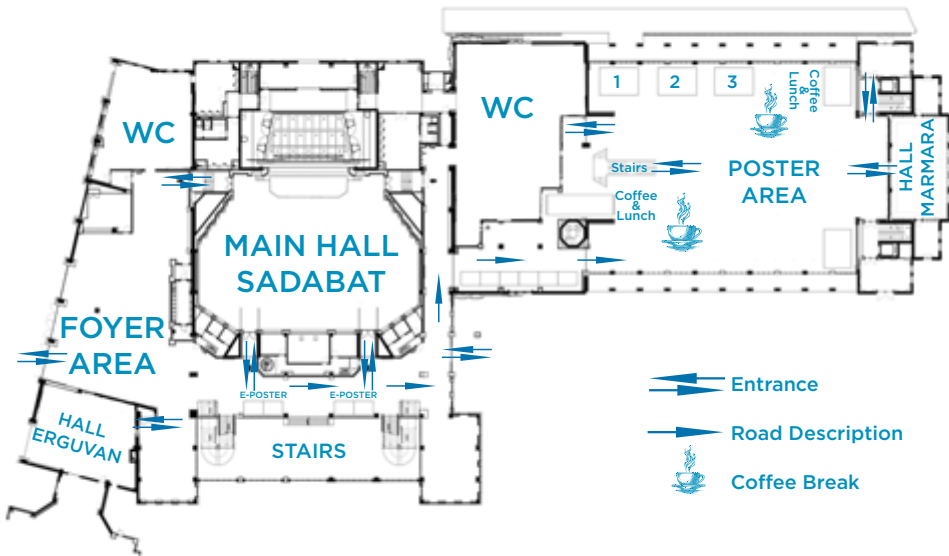 WC
MAIN HALL
SADABAT
FOYER
AREA
HALL
ERGUVAN
E-POSTER
E-POSTER
STAIRS
WC
1
2
3
Coffee
&
Lunch
Stairs
POSTER
AREA
Coffee
&
Lunch
HALL
MARMARA
Entrance
Road Description
Coffee Break